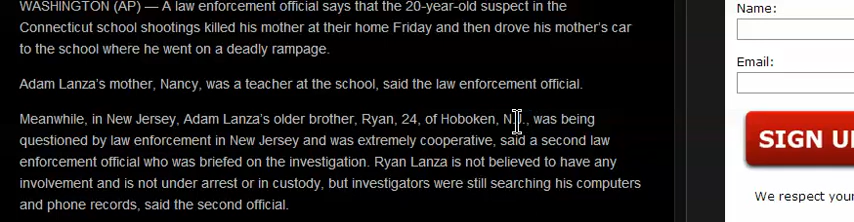 WASHINGTON (AP) — A law enforcement official says that the 20-year-old suspect in the
Connecticut school shootings killed his mother at their home Friday and then drove his mother's car
to the school where he went on a deadly rampage.
Adam Lanza's mother, Nancy, was a teacher at the school, said the law enforcement official.
Meanwhile, in New Jersey, Adam Lanza's older brother, Ryan, 24, of Hoboken, N.J., was being
questioned by law enforcement in New Jersey and was extremely cooperative, said a second law
enforcement official who was briefed on the investigation. Ryan Lanza is not believed to have any
involvement and is not under arrest or in custody, but investigators were still searching his computers
and phone records, said the second official.
Name:
Email:
SIGN U
We respect your